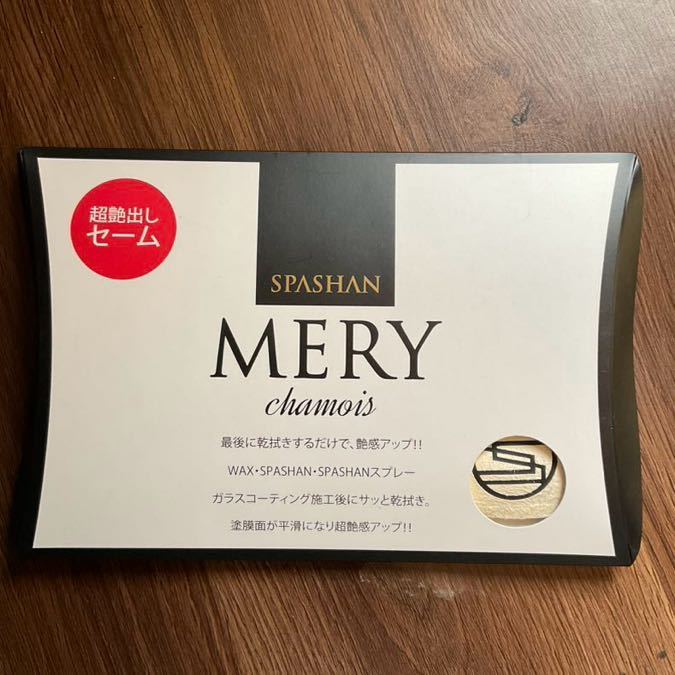 超艶出し
セーム
SPASHAN
MERY
chamois
最後に乾拭きするだけで、艶感アップ!!
WAX・SPASHAN・SPASHANスプレー
ガラスコーティング施工後にサッと乾拭き。
塗膜面が平滑になり超艶感アップ!!